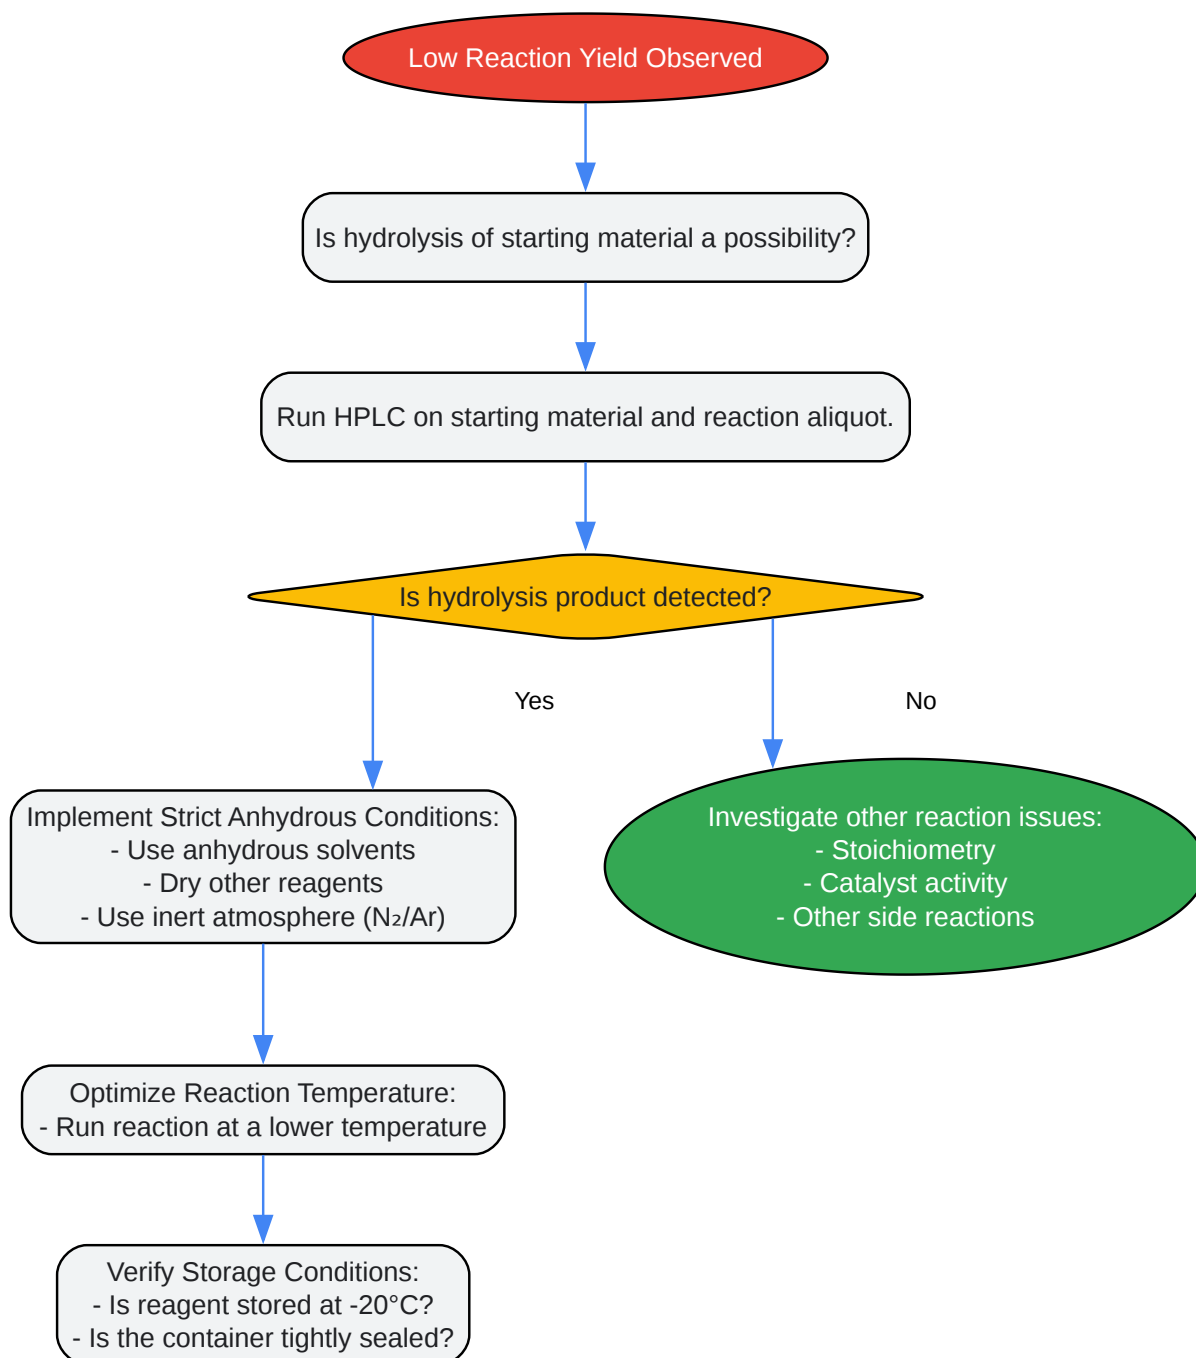 Low Reaction Yield Observed
Is hydrolysis of starting material a possibility?
Run HPLC on starting material and reaction aliquot.
Is hydrolysis product detected?
Yes
No
Implement Strict Anhydrous Conditions:
- Use anhydrous solvents
- Dry other reagents
- Use inert atmosphere (N₂/Ar)
Investigate other reaction issues:
- Stoichiometry
- Catalyst activity
- Other side reactions
Optimize Reaction Temperature:
- Run reaction at a lower temperature
Verify Storage Conditions:
- Is reagent stored at -20°C?
- Is the container tightly sealed?